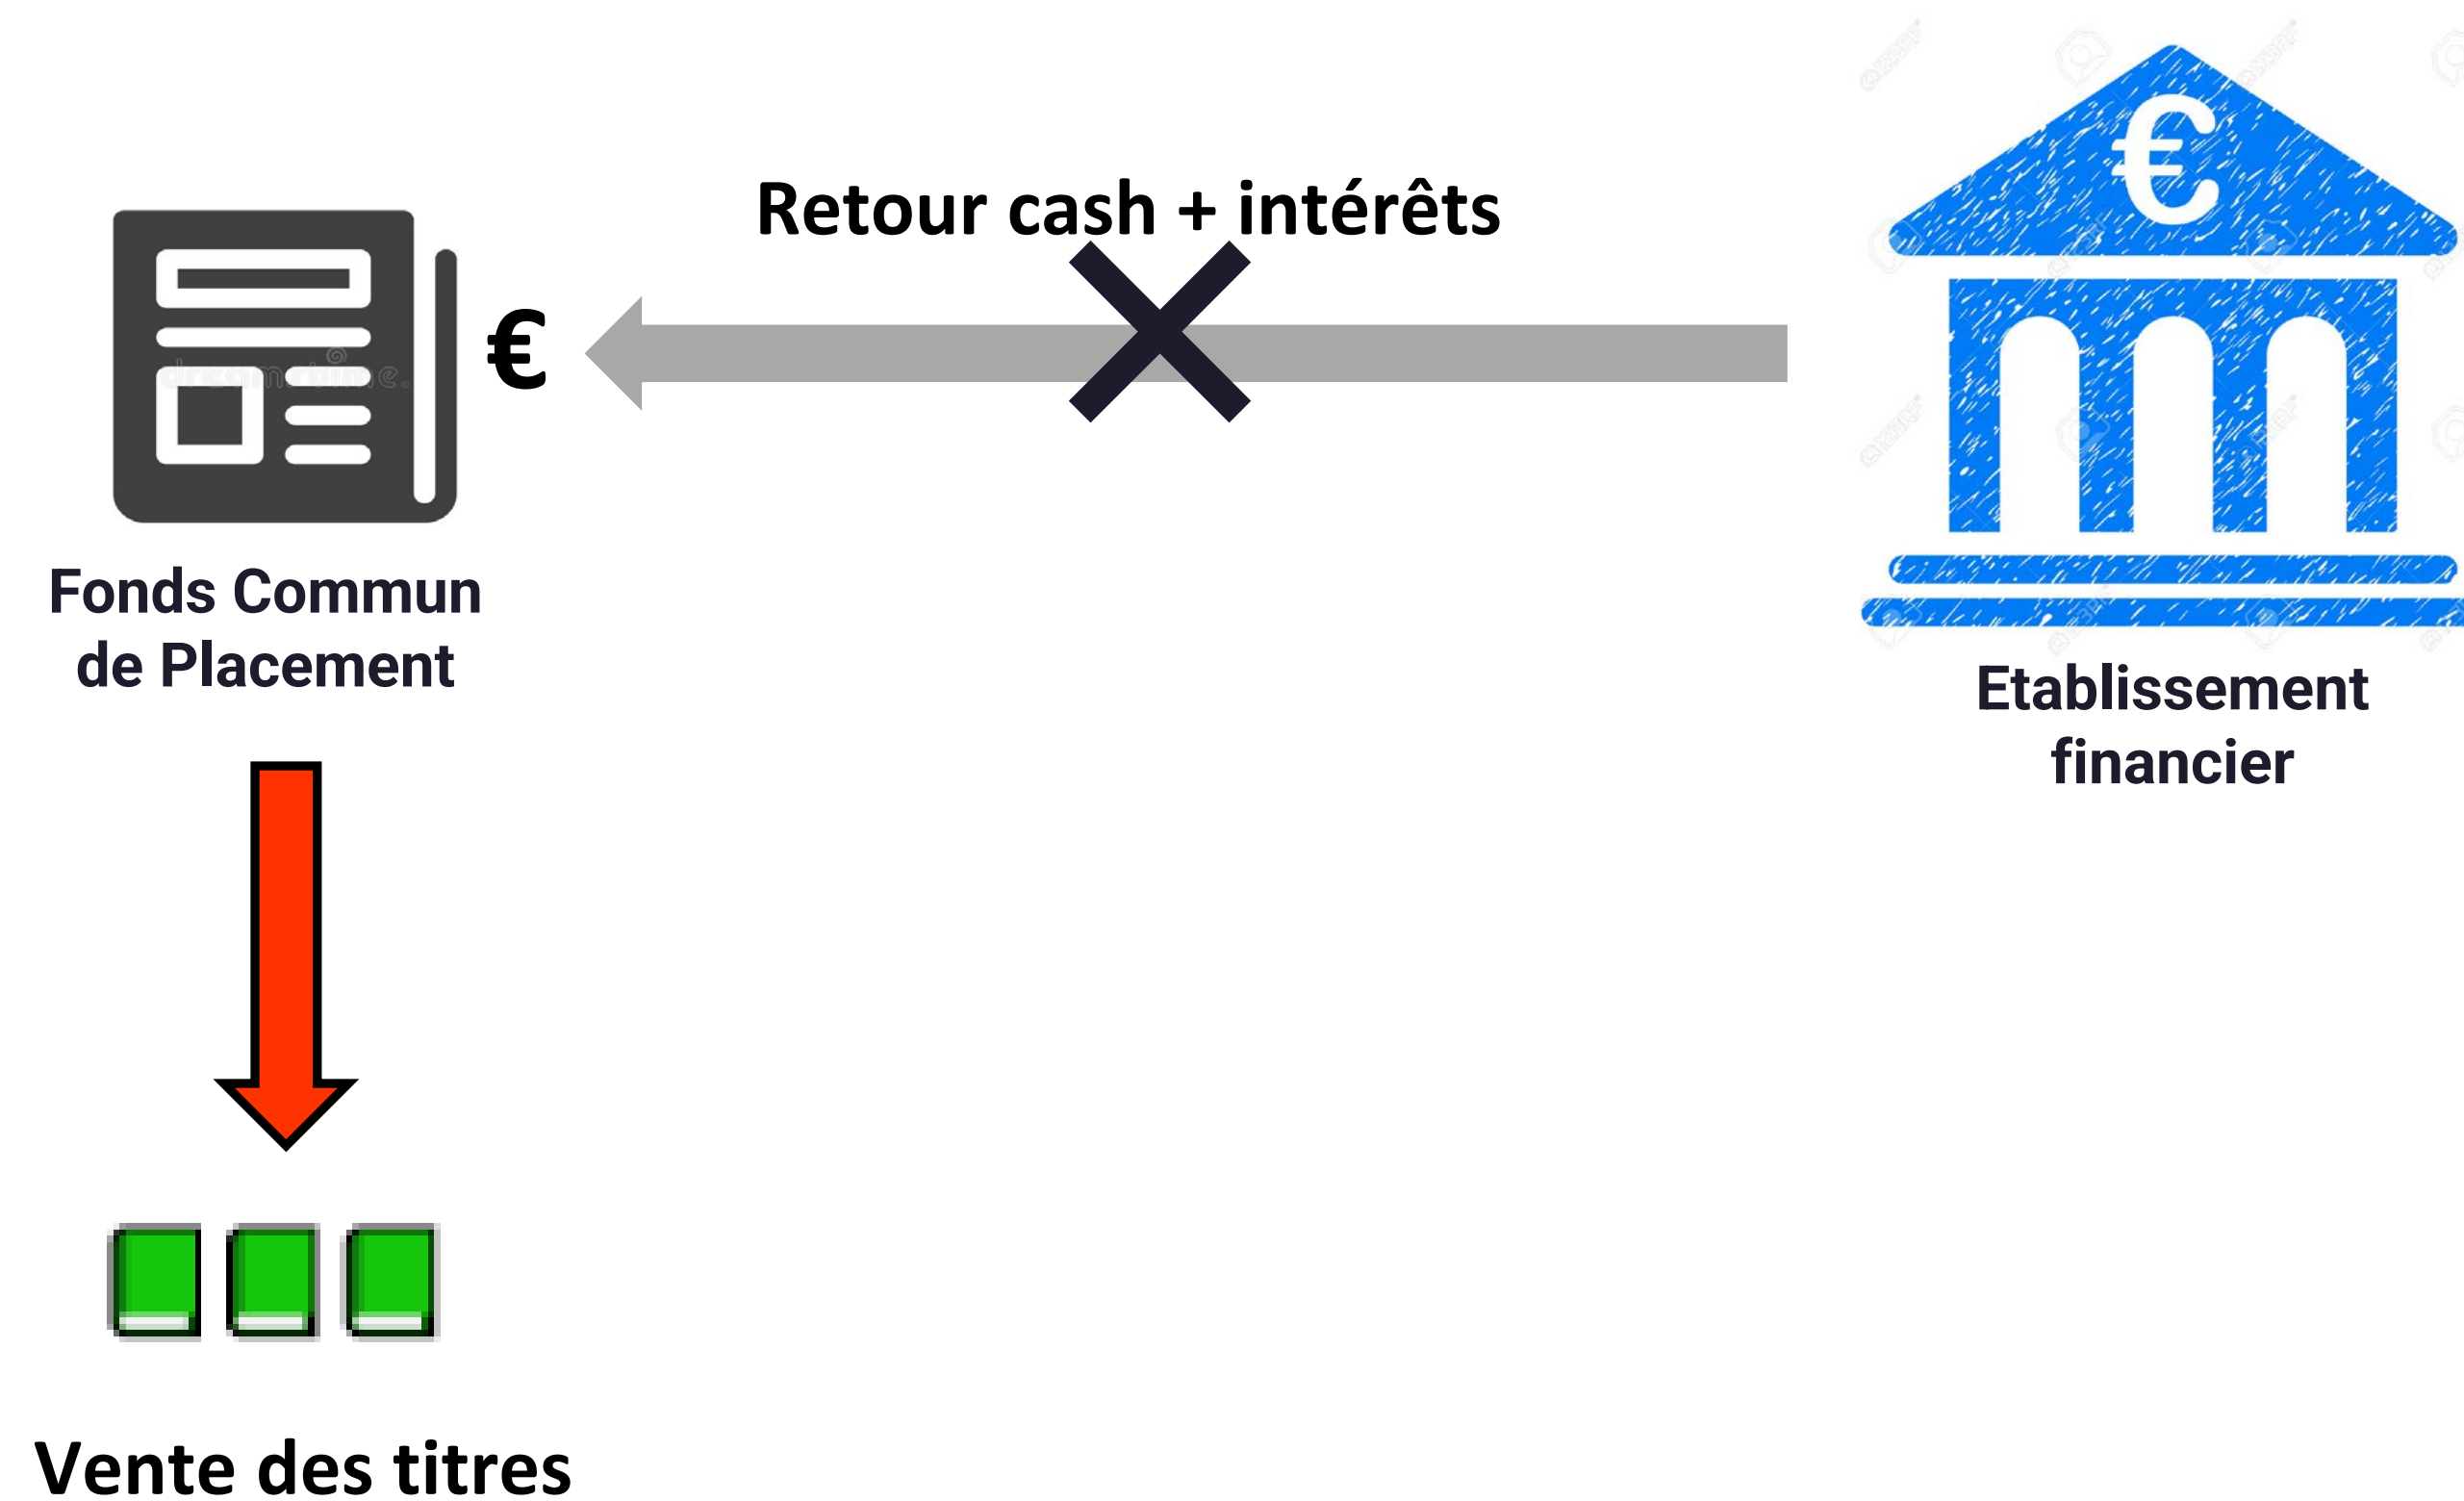 Retour cash + intérêts
€
€
Fonds Commun
de Placement
Etablissement
financier
Vente des titres